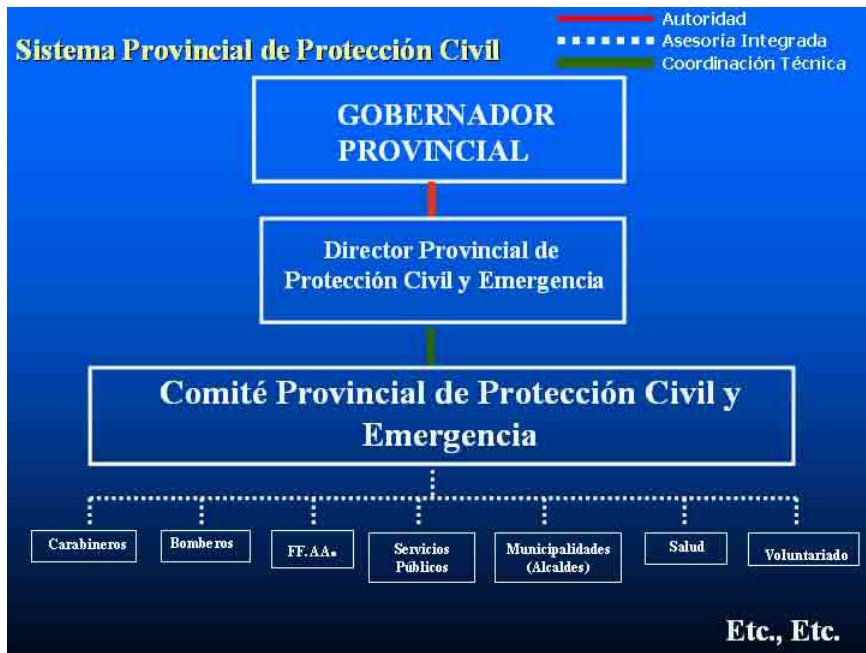 Sistema Provincial de Protección Civil
Autoridad
Asesoría Integrada
Coordinación Técnica
GOBERNADOR
PROVINCIAL
Director Provincial de
Protección Civil y Emergencia
Comité Provincial de Protección Civil y
Emergencia
Carabineros
Bomberos
FF.AA.
Servicios
Públicos
Municipalidades
(Alcaldes)
Salud
Voluntariado
Etc., Etc.